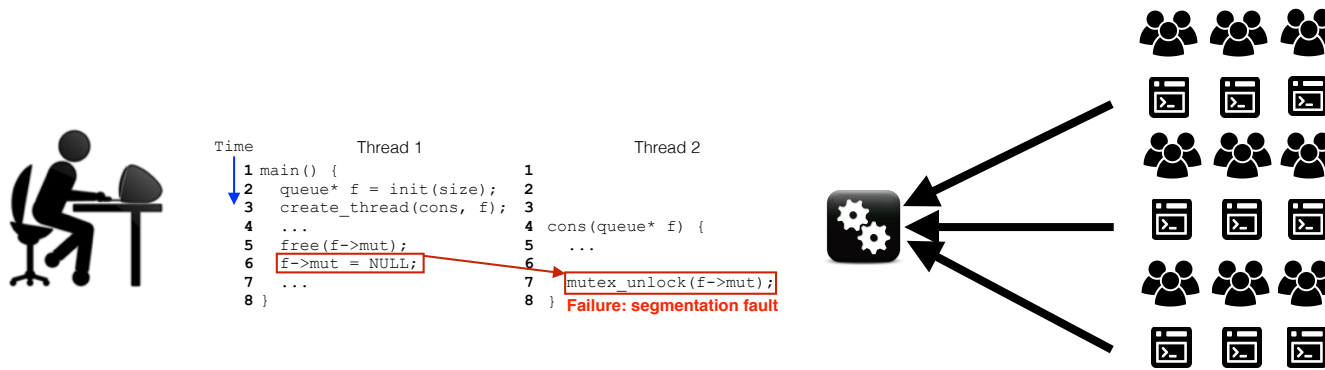 Time Thread 1 Thread 2
1 main() { 1
2 queue* f = init(size); 2
3 create_thread(cons, f); 3
4 ... 4 cons(queue* f) {
5 free(f->mut); 5 ...
6 f->mut = NULL; 6
7 ... 7 mutex_unlock(f->mut);
8 } 8 } Failure: segmentation fault